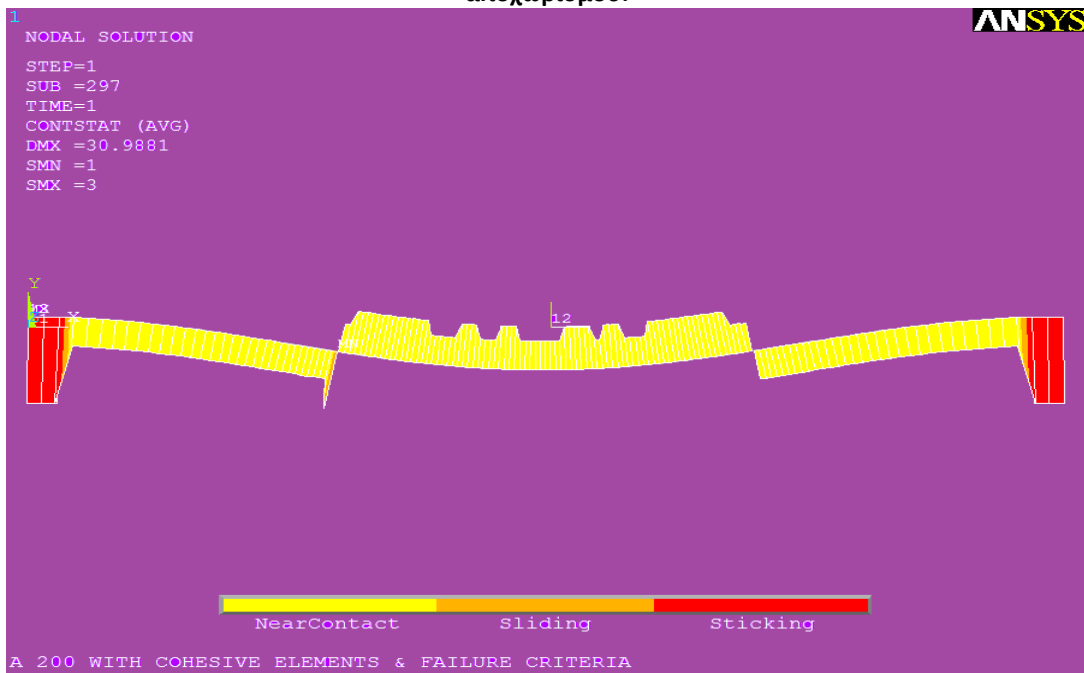 1
ANSYS
NODAL SOLUTION
STEP=1
SUB =297
TIME=1
CONTSTAT (AVG)
DMX =30.9881
SMN =1
SMX =3
Y
X
12
NearContact
Sliding
Sticking
A 200 WITH COHESIVE ELEMENTS & FAILURE CRITERIA